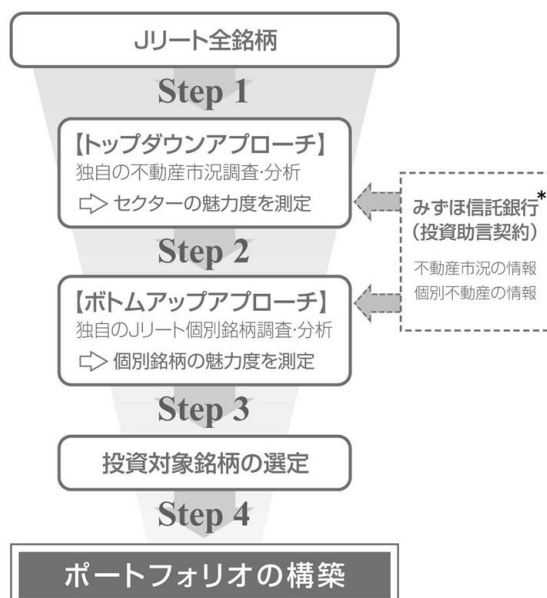 Jリート全銘柄
Step 1
【トップダウンアプローチ】
独自の不動産市況調査・分析
⇨ セクターの魅力度を測定
みずほ信託銀行*
(投資助言契約)
不動産市況の情報
個別不動産の情報
Step 2
【ボトムアップアプローチ】
独自のJリート個別銘柄調査・分析
⇨ 個別銘柄の魅力度を測定
Step 3
投資対象銘柄の選定
Step 4
ポートフォリオの構築